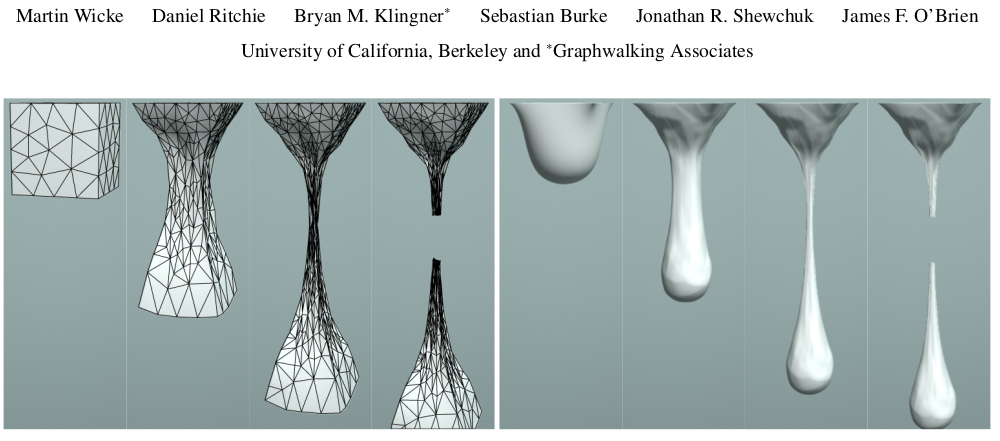 Martin Wicke Daniel Ritchie Bryan M. Klingner* Sebastian Burke Jonathan R. Shewchuk James F. O’Brien
University of California, Berkeley and *Graphwalking Associates